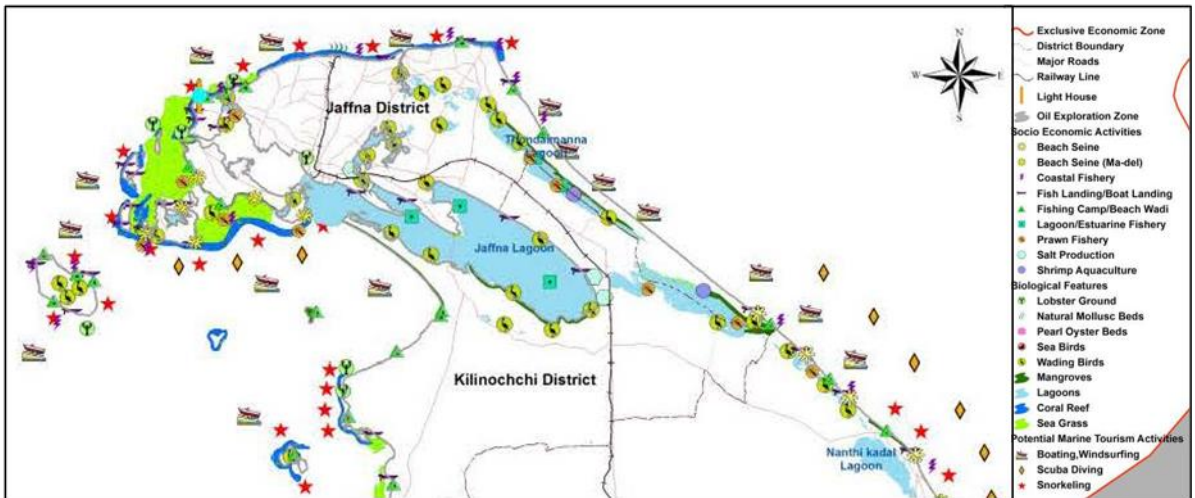 N
W
E
S
Jaffna District
Thondaimanna
Lagoon
Jaffna Lagoon
Kilinochchi District
Nanthi kadal
Lagoon
Exclusive Economic Zone
District Boundary
Major Roads
Railway Line
Light House
Oil Exploration Zone
Socio Economic Activities
Beach Seine
Beach Seine (Ma-del)
Coastal Fishery
Fish Landing/Boat Landing
Fishing Camp/Beach Wadi
Lagoon/Estuarine Fishery
Prawn Fishery
Salt Production
Shrimp Aquaculture
Biological Features
Lobster Ground
Natural Mollusc Beds
Pearl Oyster Beds
Sea Birds
Wading Birds
Mangroves
Lagoons
Coral Reef
Sea Grass
Potential Marine Tourism Activities
Boating,Windsurfing
Scuba Diving
Snorkeling